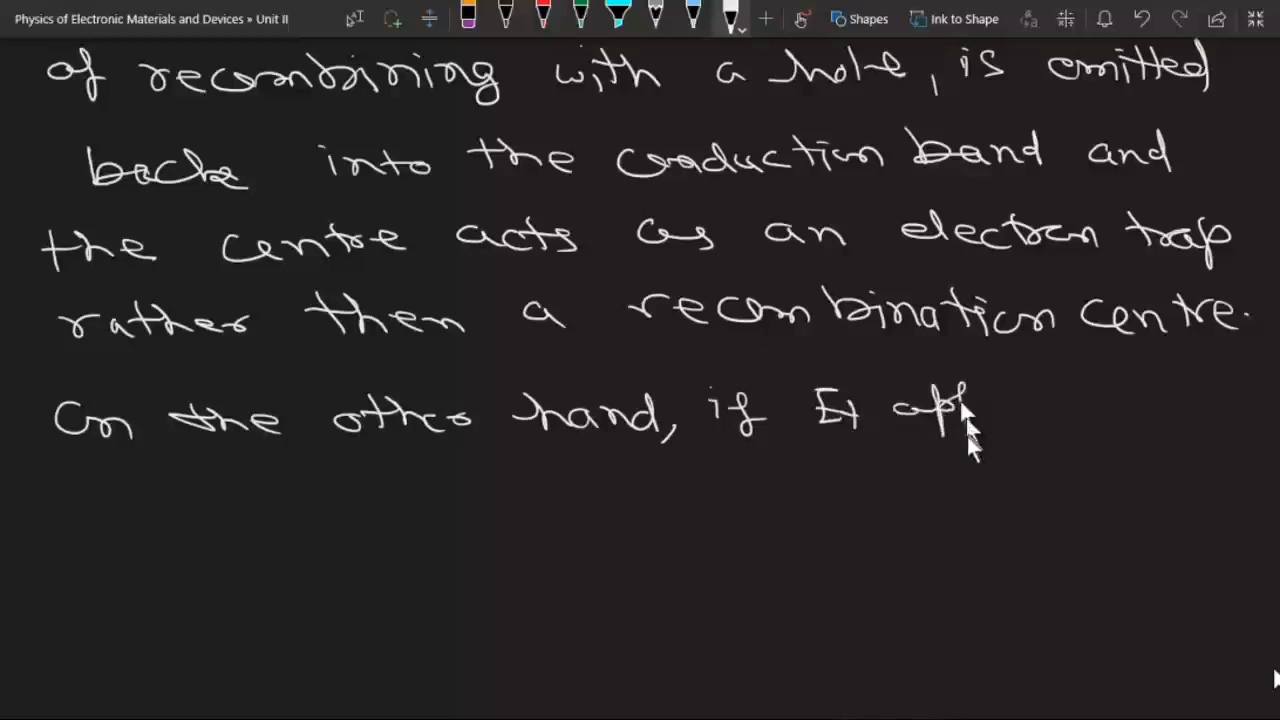 Physics of Electronic Materials and Devices » Unit II
Shapes
Ink to Shape
of recombining with a hole, is emitted
back into the conduction band and
the centre acts as an electron trap
rather then a recombination centre.
On the other hand, if Et app